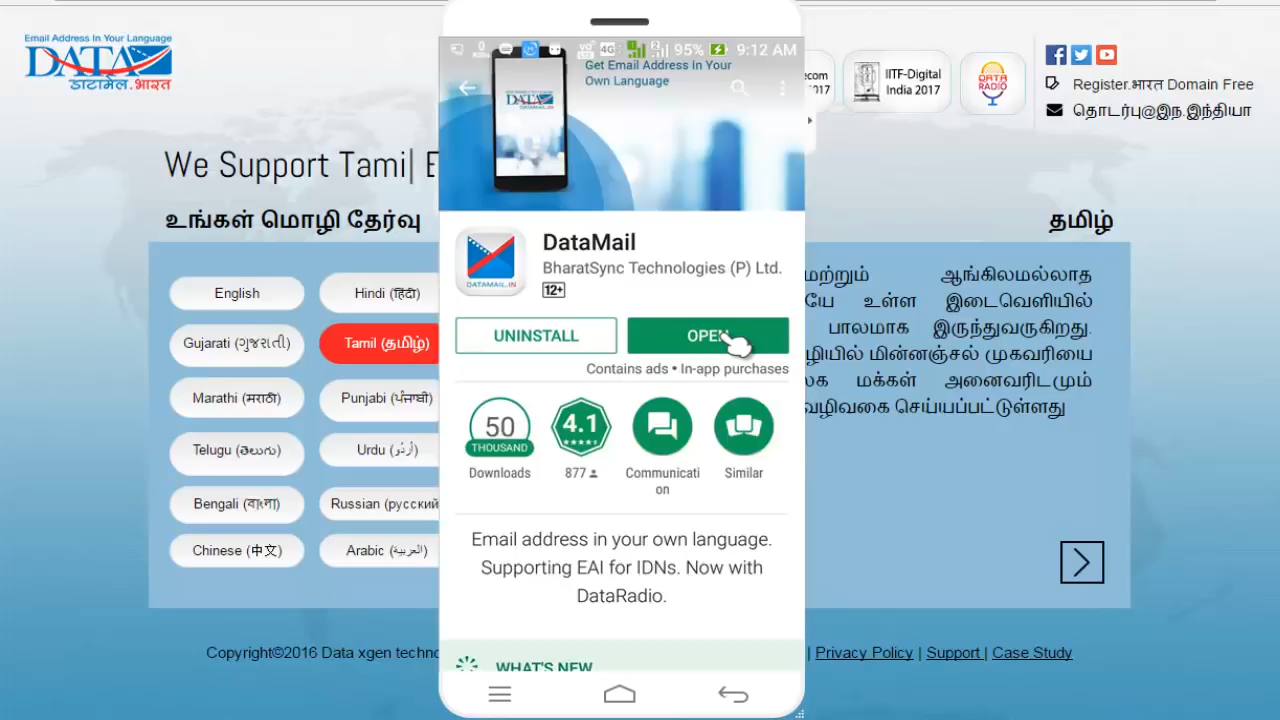 Email Address In Your Language
DATA
डाटामेल.भारत
We Support Tami| E
உங்கள் மொழி தேர்வு
English
Hindi (हिंदी)
Gujarati (ગુજરાતી)
Tamil (தமிழ்)
Marathi (मराठी)
Punjabi (ਪੰਜਾਬੀ)
Telugu (తెలుగు)
Urdu (اُردُو)
Bengali (বাংলা)
Russian (русский
Chinese (中文)
Arabic (العربية)
Copyright©2016 Data xgen techno
95%
9:12 AM
4G
Get Email Address In Your
Own Language
DATA
DATAMAIL.IN
DataMail
BharatSync Technologies (P) Ltd.
12+
UNINSTALL
OPEN
Contains ads • In-app purchases
50
THOUSAND
Downloads
4.1
877
Communicati
on
Similar
Email address in your own language.
Supporting EAI for IDNs. Now with
DataRadio.
WHAT'S NEW
ecom
2017
IITF-Digital
India 2017
DATA
RADIO
Register.भारत Domain Free
தொடர்பு@இந.இந்தியா
தமிழ்
மற்றும் ஆங்கிலமல்லாத
யே உள்ள இடைவெளியில்
பாலமாக இருந்துவருகிறது.
ழியில் மின்னஞ்சல் முகவரியை
லக மக்கள் அனைவரிடமும்
வழிவகை செய்யப்பட்டுள்ளது
| Privacy Policy | Support | Case Study